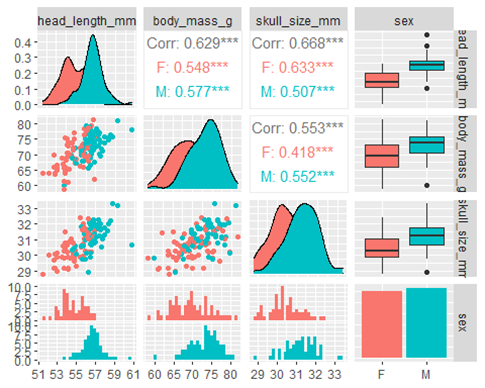 head_length_mm body_mass_g skull_size_mm sex
0.4
0.3
0.2
0.1
0.0
Corr: 0.629***
F: 0.548***
M: 0.577***
Corr: 0.668***
F: 0.633***
M: 0.507***
ead_length_m
80
75
70
65
60
Corr: 0.553***
F: 0.418***
M: 0.552***
body_mass_g
33
32
31
30
29
skull_size_mm
10.0
7.5
5.0
2.5
10.0
7.5
5.0
2.5
0.0
sex
51 53 55 57 59 61 60 65 70 75 80 29 30 31 32 33 F M